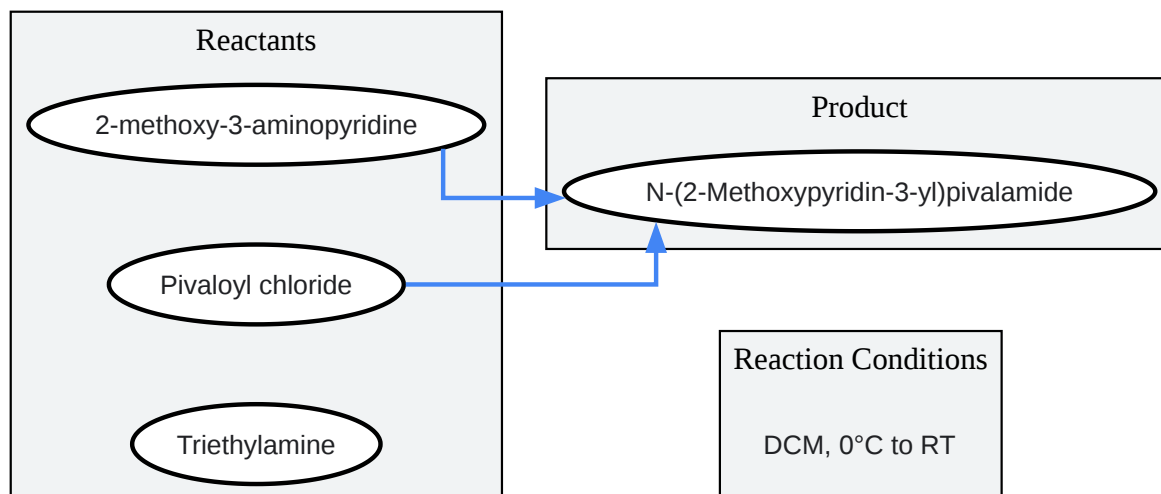 Reactants
2-methoxy-3-aminopyridine
Pivaloyl chloride
Triethylamine
Product
N-(2-Methoxypyridin-3-yl)pivalamide
Reaction Conditions
DCM, 0°C to RT